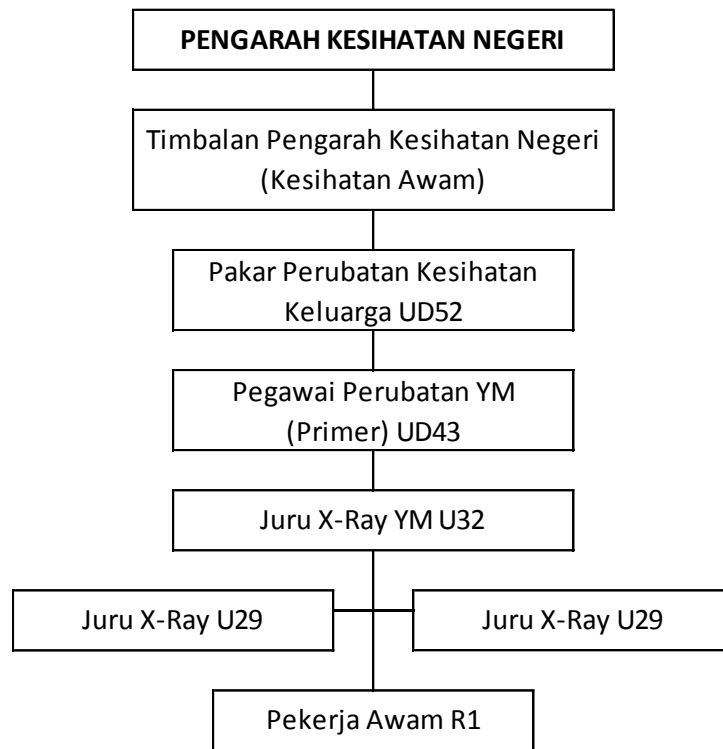 PENGARAH KESIHATAN NEGERI
Timbalan Pengarah Kesihatan Negeri
(Kesihatan Awam)
Pakar Perubatan Kesihatan
Keluarga UD52
Pegawai Perubatan YM
(Primer) UD43
Juru X-Ray YM U32
Juru X-Ray U29
Juru X-Ray U29
Pekerja Awam R1